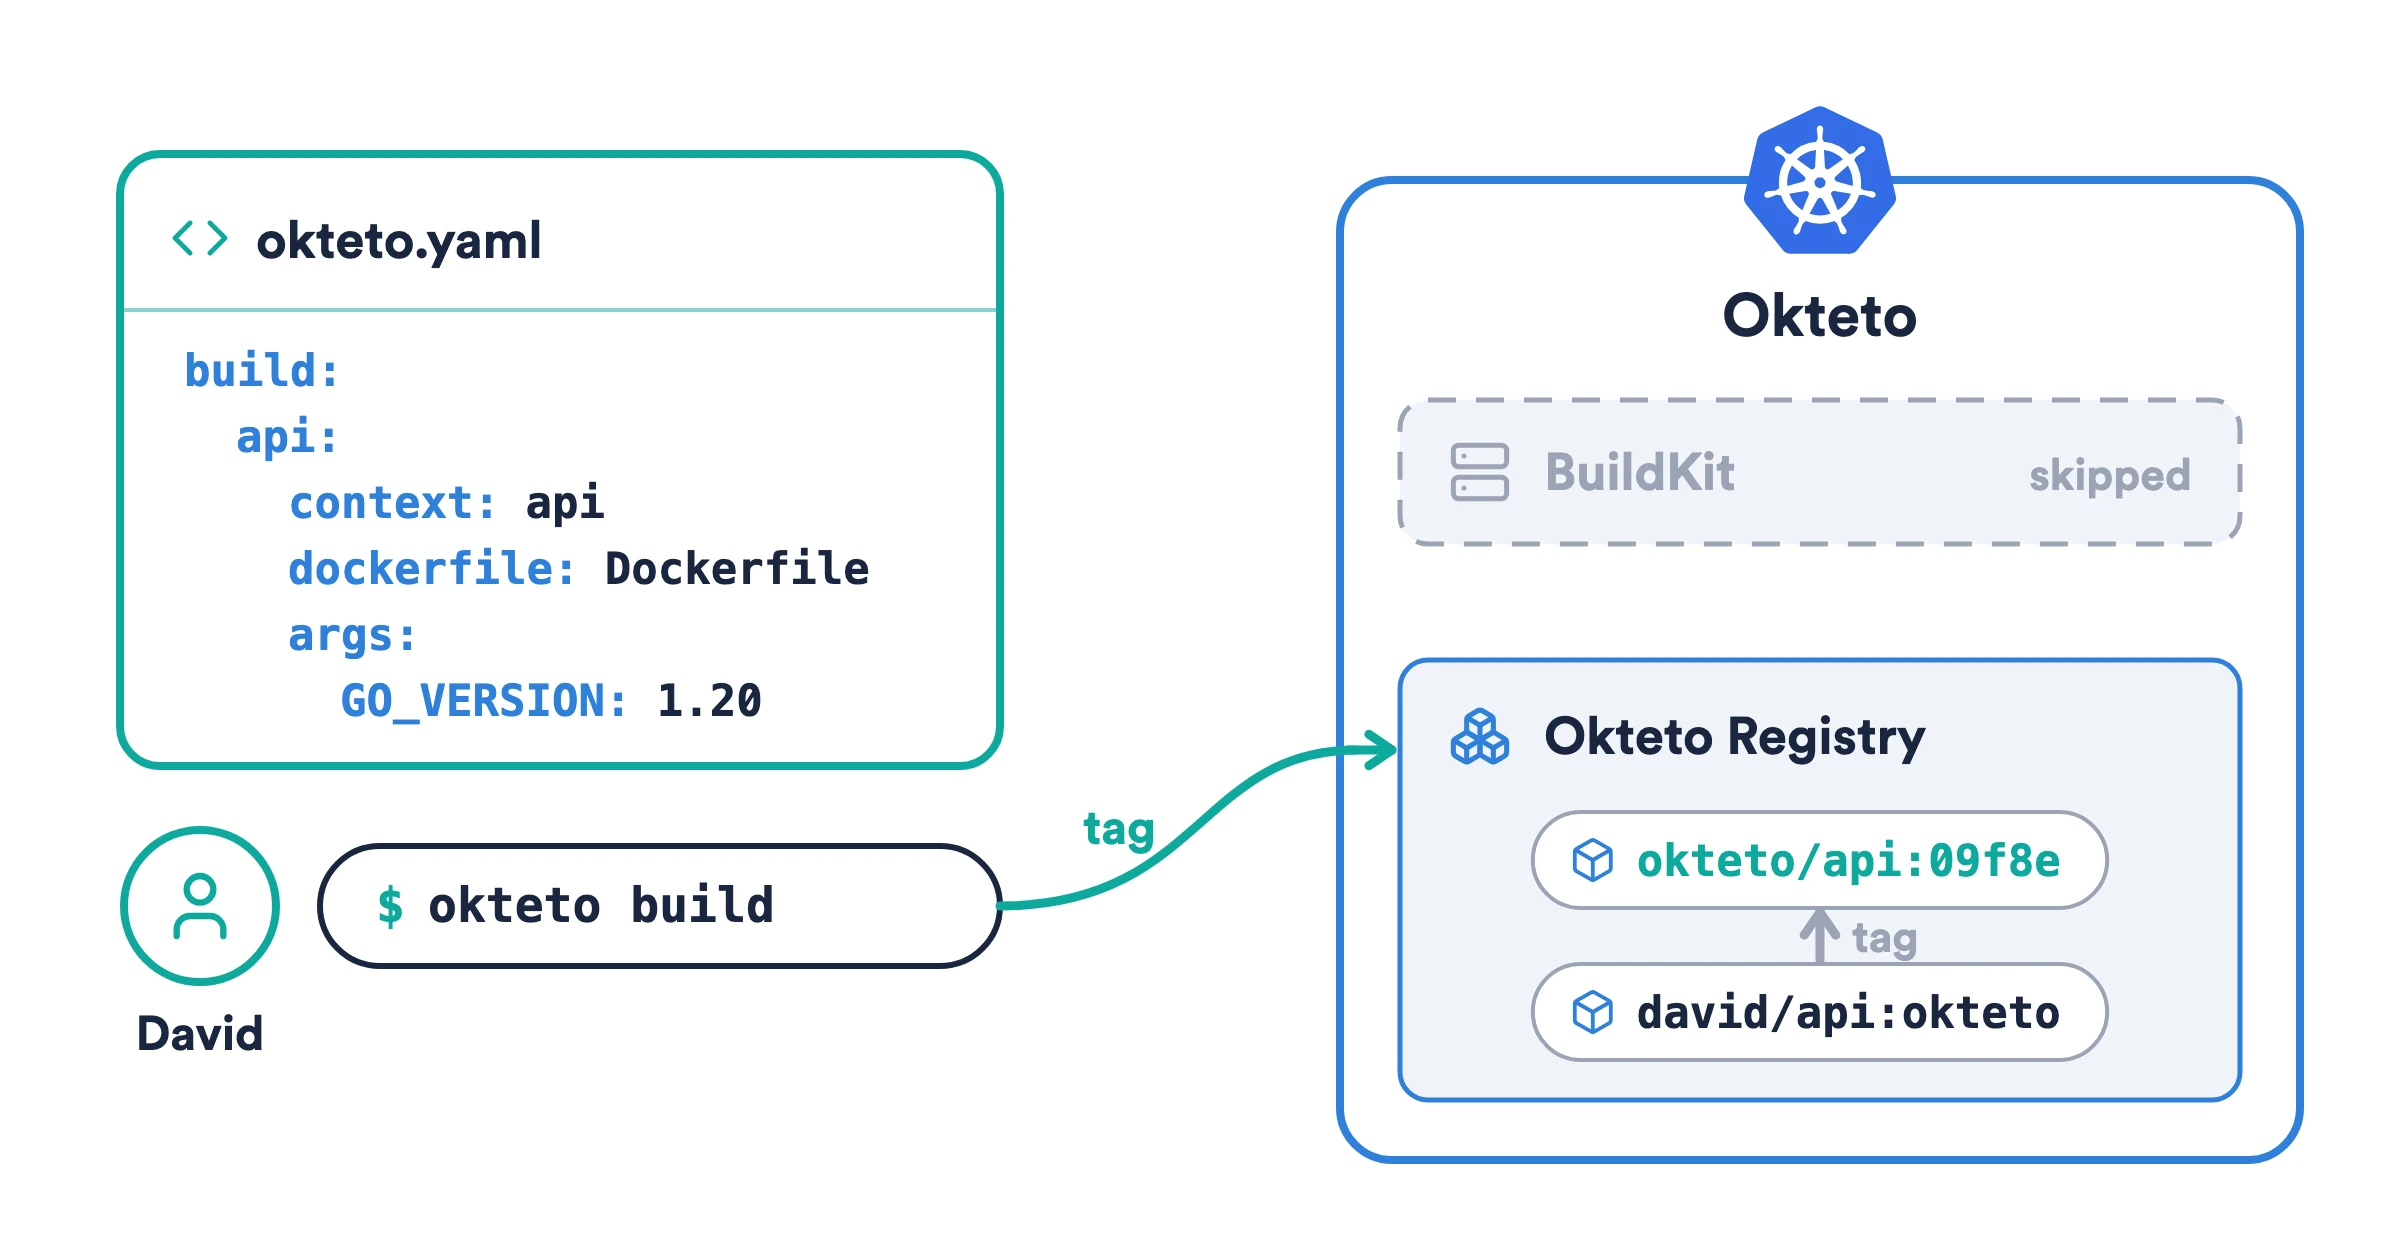 okteto.yaml
build:
api:
context: api
dockerfile: Dockerfile
args:
GO_VERSION: 1.20
David
$ okteto build
tag
Okteto
BuildKit
skipped
Okteto Registry
okteto/api:09f8e
tag
david/api:okteto